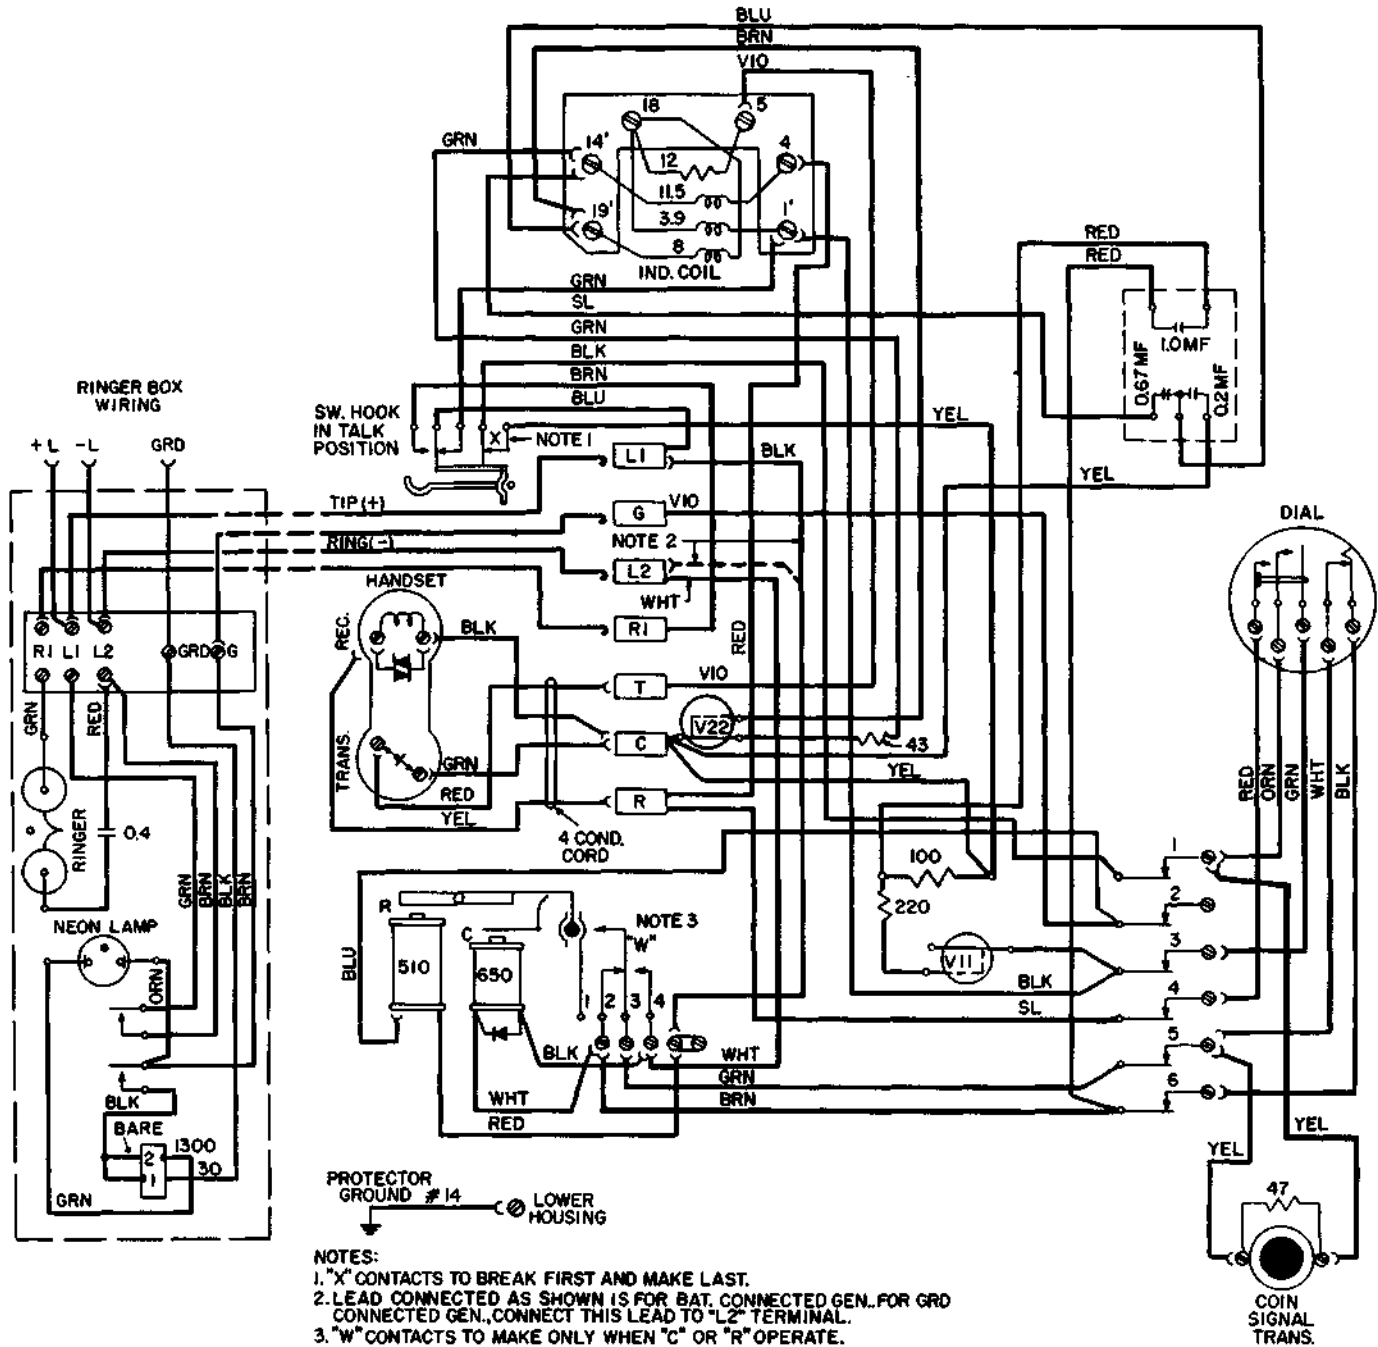 BLU
BRN
VIO
18
5
GRN
14'
4
12
11.5
19'
3.9
1'
8
IND. COIL
RED
RED
GRN
SL
GRN
1.0MF
0.67MF
0.2MF
BLK
BRN
BLU
RINGER BOX
WIRING
SW. HOOK
IN TALK
POSITION
X
NOTE 1
YEL
+L
-L
GRD
L1
BLK
YEL
TIP(+)
G
VIO
DIAL
RING(-)
NOTE 2
L2
WHT
HANDSET
REC.
BLK
R1
RED
R1
L1
L2
GRD
G
T
VIO
GRN
RED
TRANS.
V22
C
43
GRN
YEL
RED
ORN
GRN
WHT
BLK
RED
YEL
R
RINGER
0.4
4 COND.
CORD
100
1
GRN
BRN
BLK
BRN
R
220
2
NEON LAMP
C
NOTE 3
"W"
3
BLU
510
650
V11
BLK
4
ORN
1
2
3
4
SL
5
BLK
WHT
GRN
6
BLK
WHT
BRN
BARE
RED
YEL
1300
2
30
1
YEL
GRN
PROTECTOR
GROUND #14
LOWER
HOUSING
47
NOTES:
1. "X" CONTACTS TO BREAK FIRST AND MAKE LAST.
2. LEAD CONNECTED AS SHOWN IS FOR BAT. CONNECTED GEN.. FOR GRD
CONNECTED GEN., CONNECT THIS LEAD TO "L2" TERMINAL.
3. "W" CONTACTS TO MAKE ONLY WHEN "C" OR "R" OPERATE.
COIN
SIGNAL
TRANS.